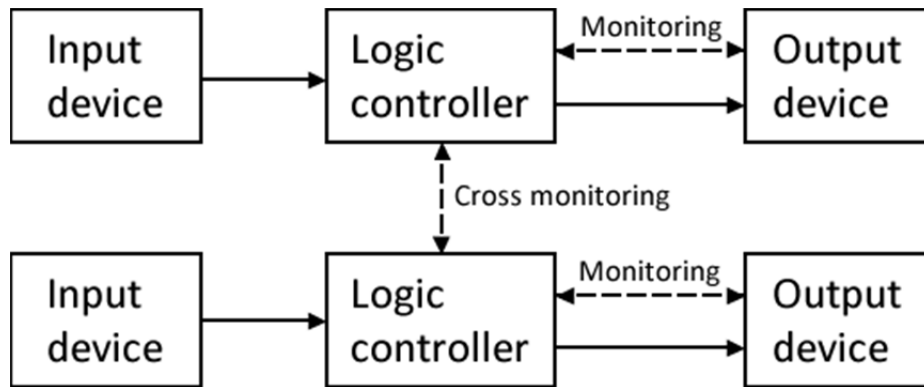 Input
device
Logic
controller
Monitoring
Output
device
Cross monitoring
Input
device
Logic
controller
Monitoring
Output
device